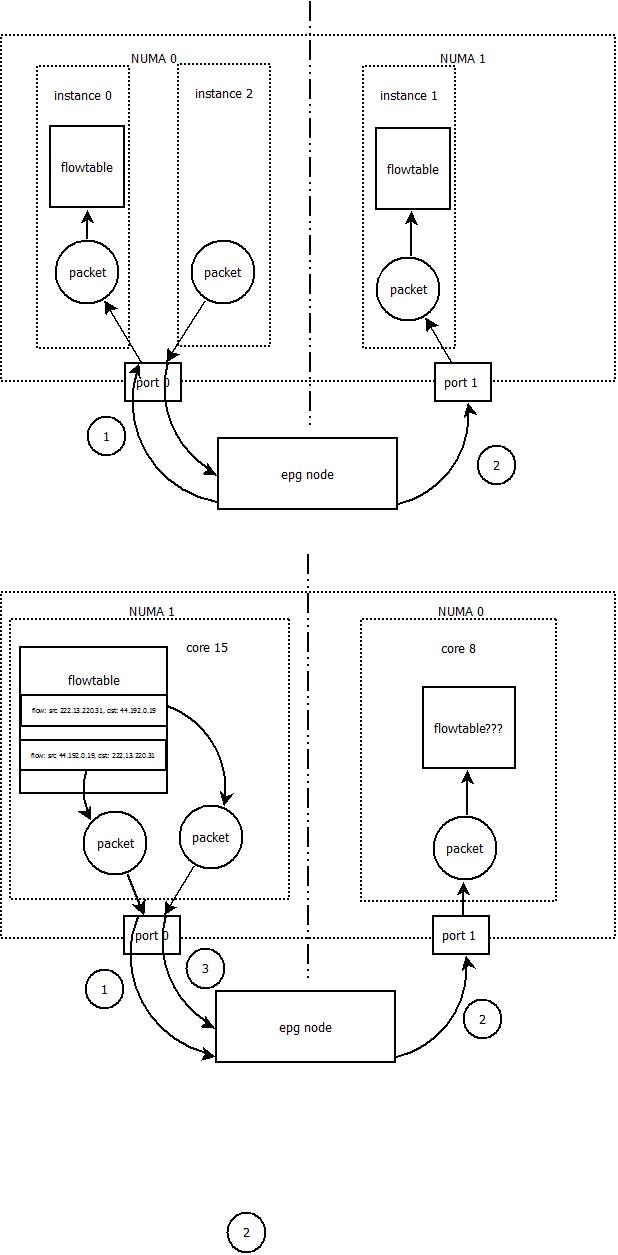 NUMA 0
NUMA 1
instance 0
instance 2
instance 1
flowtable
flowtable
packet
packet
packet
port 0
port 1
1
2
epg node
NUMA 1
NUMA 0
core 15
core 8
flowtable
flow: src 222.13.220.31, dst: 44.192.0.19
flowtable???
flow: src 44.192.0.19, dst: 222.13.220.31
packet
packet
packet
port 0
port 1
3
1
2
epg node
2